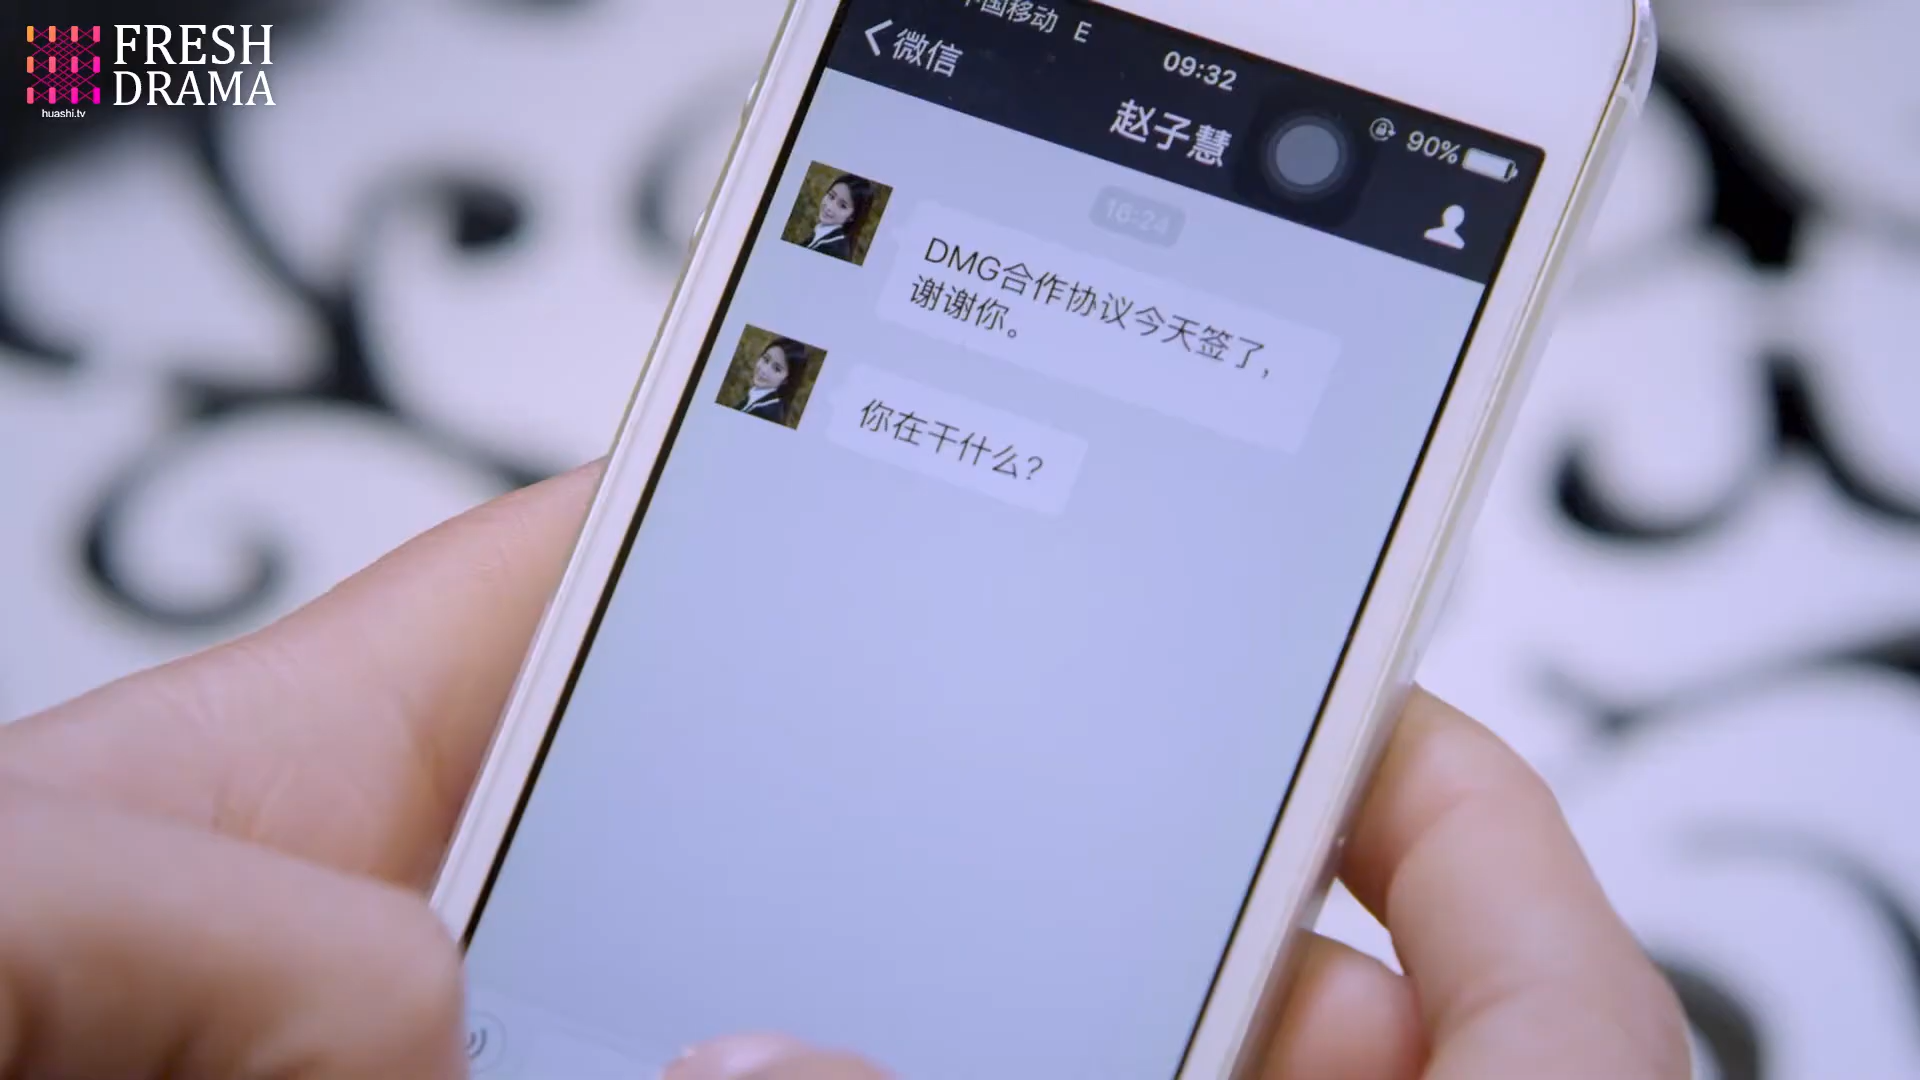 FRESH
DRAMA
huashi.tv
中国移动 E
09:32
90%
微信
赵子慧
16:24
DMG合作协议今天签了,
谢谢你。
你在干什么?